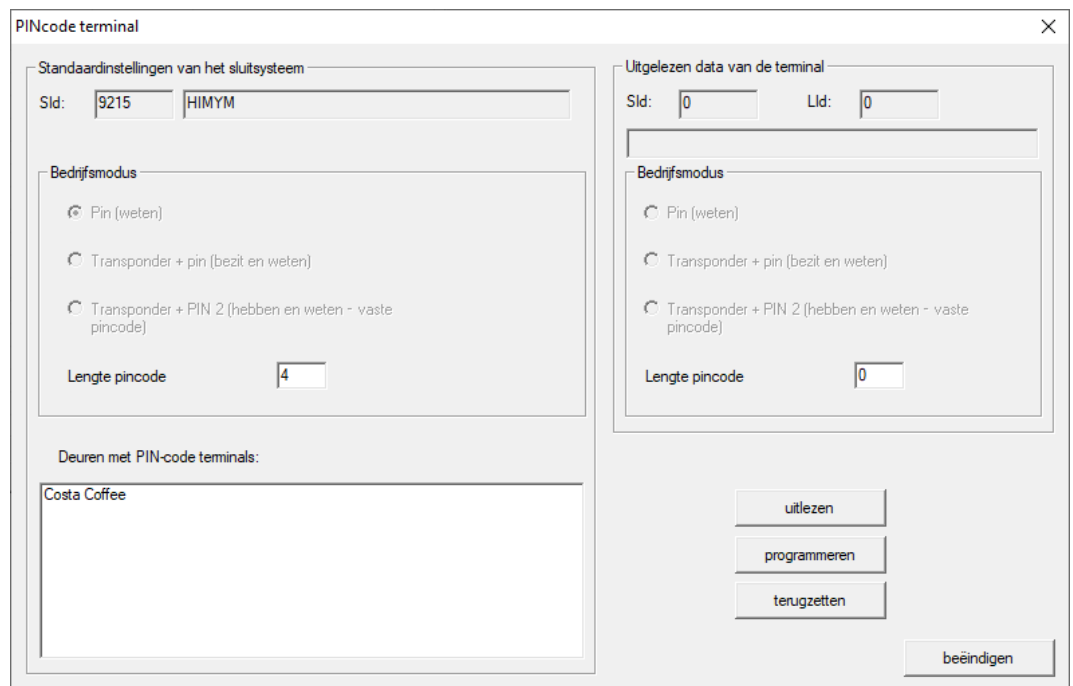 PINcode terminal
Standaardinstellingen van het sluitsysteem
SId: 9215 HIMYM
Bedrijfsmodus
Pin (weten)
Transponder + pin (bezit en weten)
Transponder + PIN 2 (hebben en weten - vaste
pincode)
Lengte pincode 4
Deuren met PIN-code terminals:
Costa Coffee
Uitgelezen data van de terminal
SId: 0 LId: 0
Bedrijfsmodus
Pin (weten)
Transponder + pin (bezit en weten)
Transponder + PIN 2 (hebben en weten - vaste
pincode)
Lengte pincode 0
uitlezen
programmeren
terugzetten
beëindigen